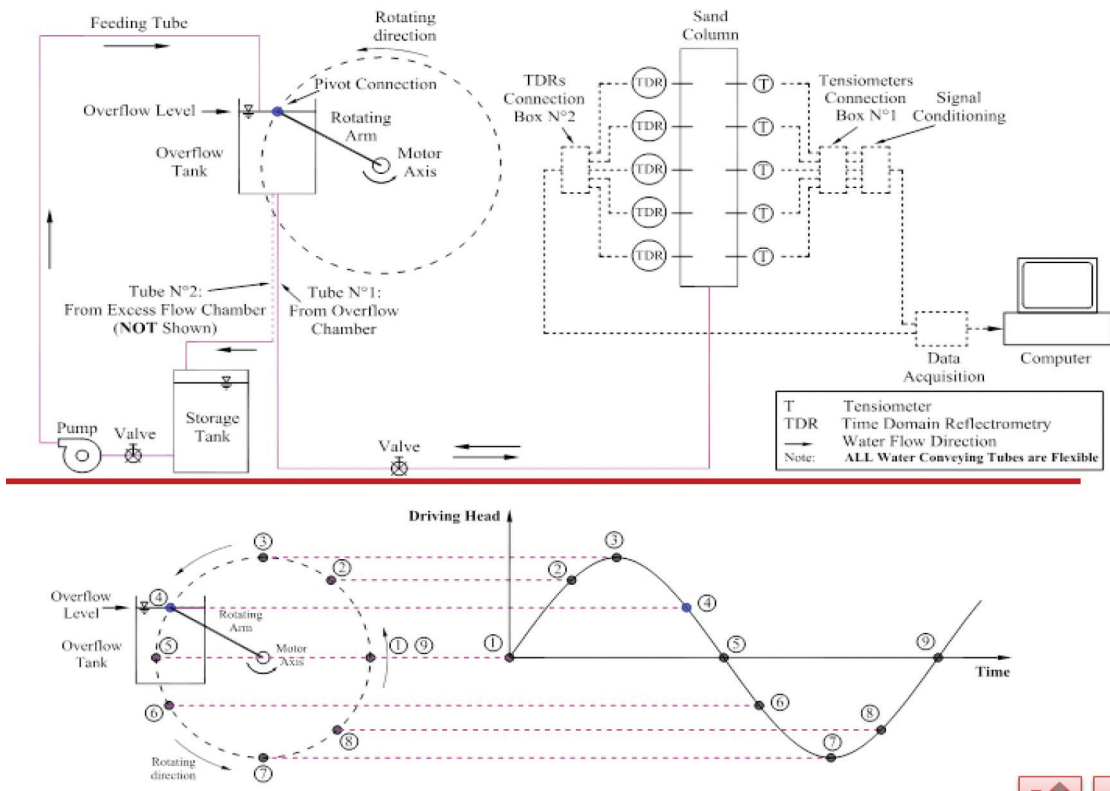 Feeding Tube
Rotating
direction
Pivot Connection
Overflow Level
Overflow
Tank
Rotating
Arm
Motor
Axis
Tube N°2:
From Excess Flow Chamber
(NOT Shown)
Tube N°1:
From Overflow
Chamber
Storage
Tank
Pump
Valve
Valve
Sand
Column
TDRs
Connection
Box N°2
TDR
TDR
TDR
TDR
TDR
T
T
T
T
T
Tensiometers
Connection
Box N°1
Signal
Conditioning
Data
Acquisition
Computer
T Tensiometer
TDR Time Domain Reflectrometry
Water Flow Direction
Note: ALL Water Conveying Tubes are Flexible
Driving Head
Time
Overflow
Level
Overflow
Tank
Rotating
Arm
Motor
Axis
Rotating
direction
3
2
4
5
1 9
6
8
7
1
2
3
4
5
6
7
8
9